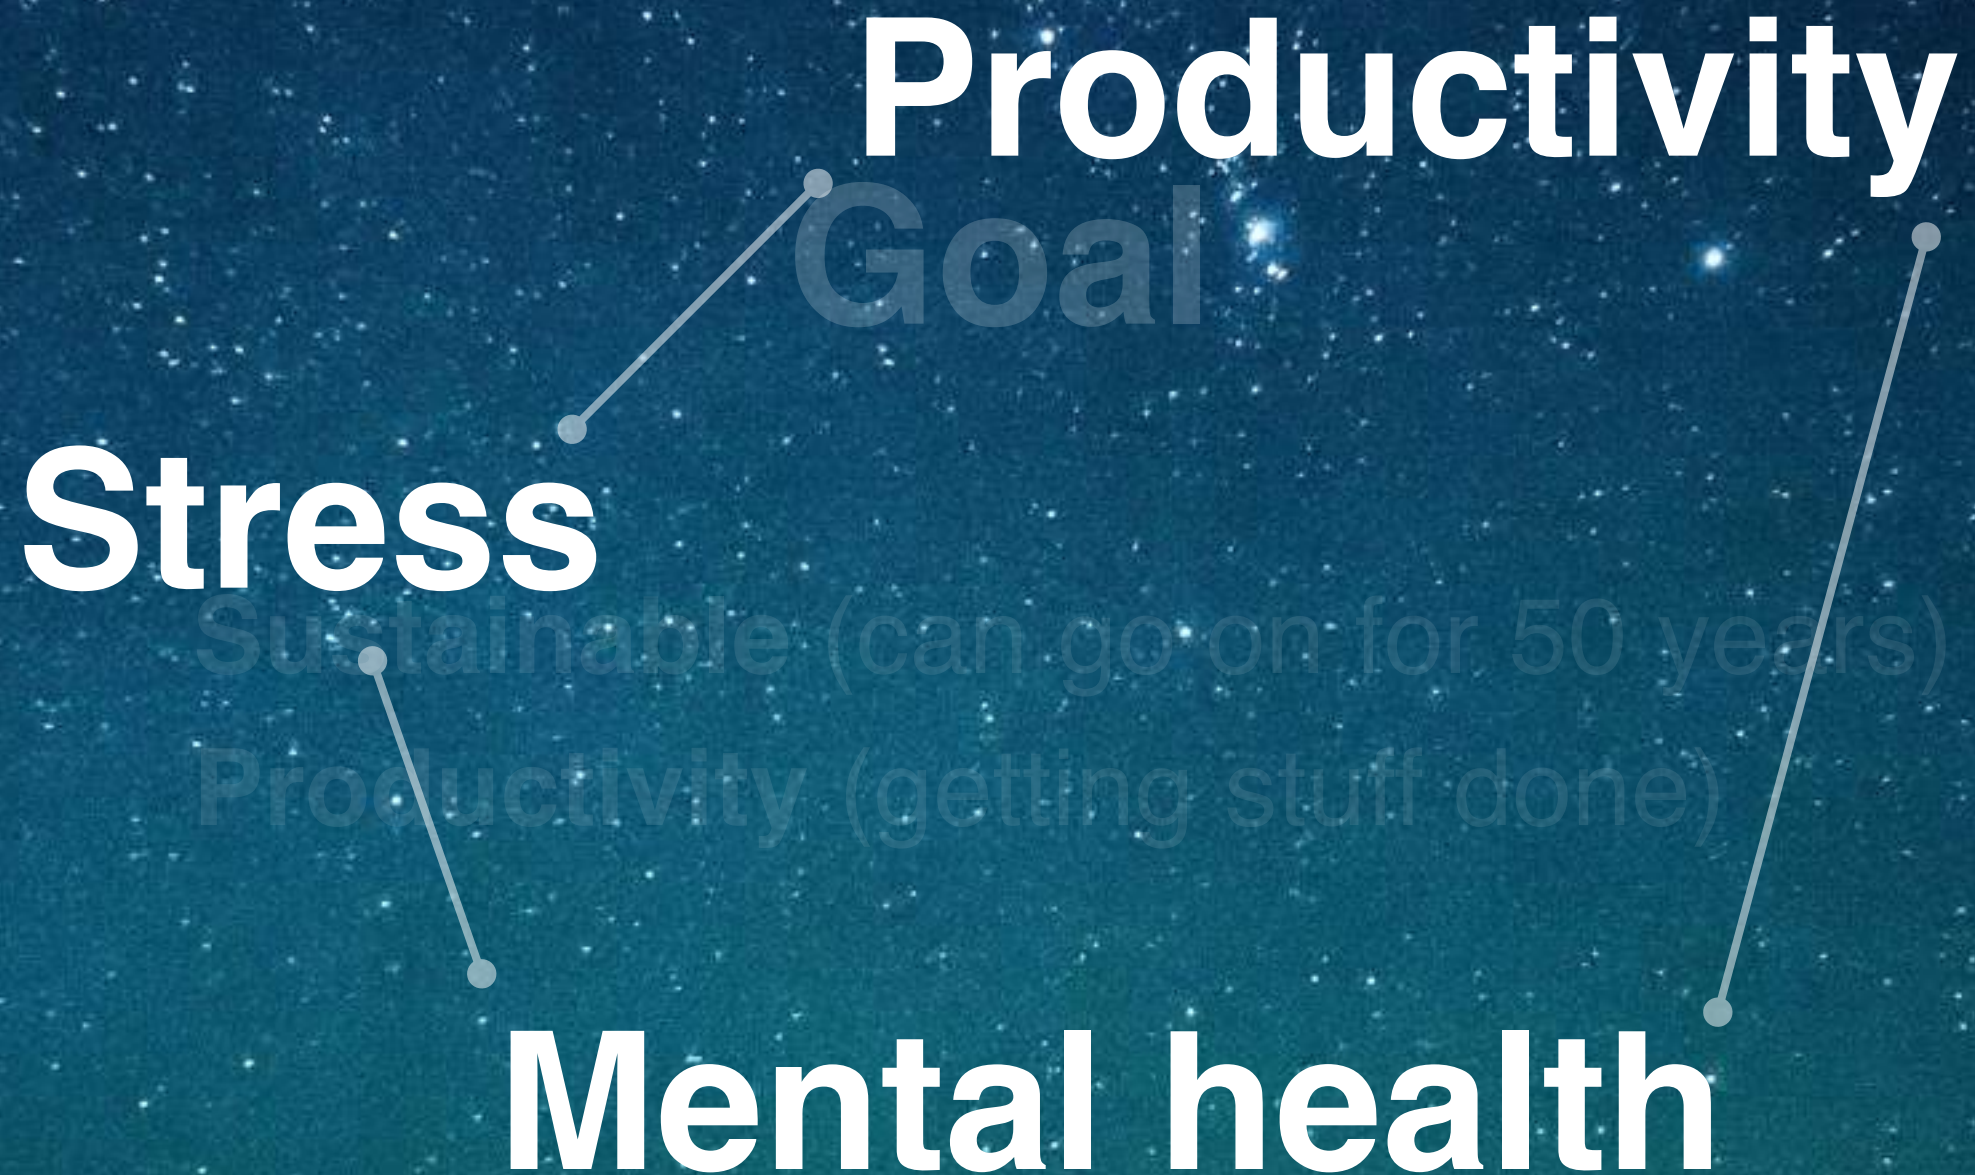 Productivity
Goal
Stress
Sustainable (can go on for 50 years)
Productivity (getting stuff done)
Mental health